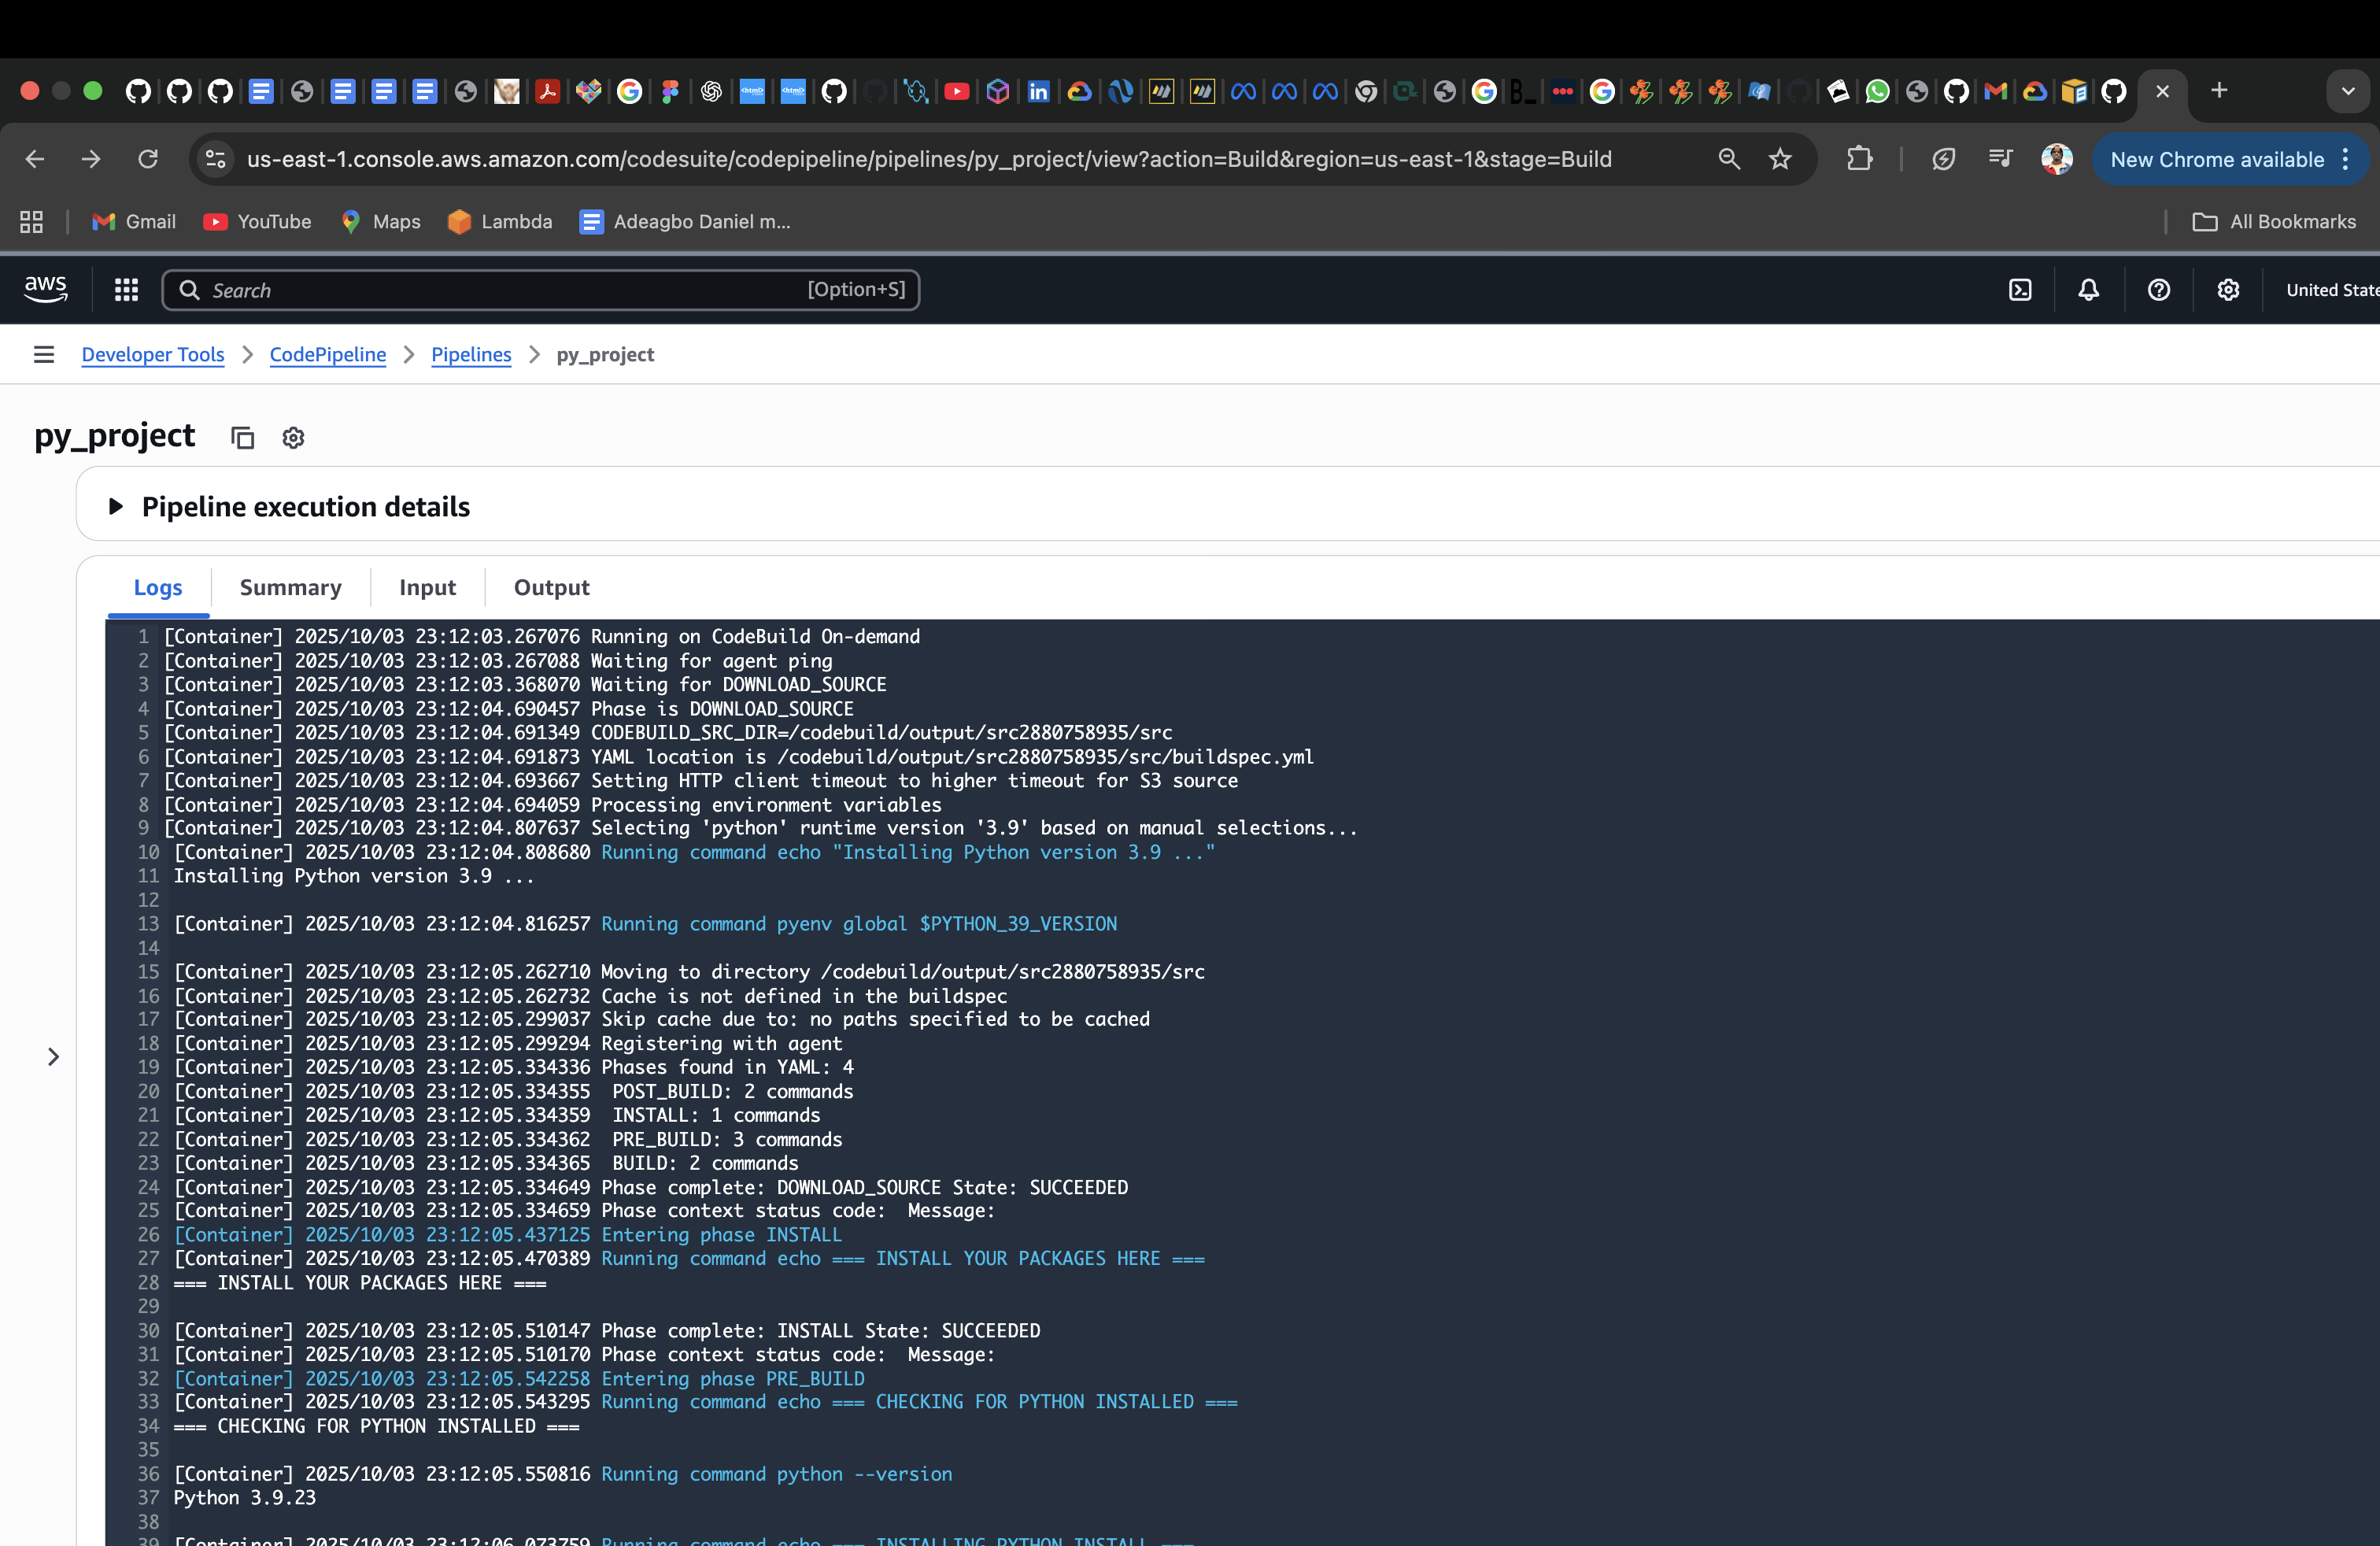 us-east-1.console.aws.amazon.com/codesuite/codepipeline/pipelines/py_project/view?action=Build&region=us-east-1&stage=Build
New Chrome available
Gmail
YouTube
Maps
Lambda
Adeagbo Daniel m...
All Bookmarks
aws
Search
[Option+S]
United State
Developer Tools
CodePipeline
Pipelines
py_project
py_project
Pipeline execution details
Logs
Summary
Input
Output
1 [Container] 2025/10/03 23:12:03.267076 Running on CodeBuild On-demand
2 [Container] 2025/10/03 23:12:03.267088 Waiting for agent ping
3 [Container] 2025/10/03 23:12:03.368070 Waiting for DOWNLOAD_SOURCE
4 [Container] 2025/10/03 23:12:04.690457 Phase is DOWNLOAD_SOURCE
5 [Container] 2025/10/03 23:12:04.691349 CODEBUILD_SRC_DIR=/codebuild/output/src2880758935/src
6 [Container] 2025/10/03 23:12:04.691873 YAML location is /codebuild/output/src2880758935/src/buildspec.yml
7 [Container] 2025/10/03 23:12:04.693667 Setting HTTP client timeout to higher timeout for S3 source
8 [Container] 2025/10/03 23:12:04.694059 Processing environment variables
9 [Container] 2025/10/03 23:12:04.807637 Selecting 'python' runtime version '3.9' based on manual selections...
10 [Container] 2025/10/03 23:12:04.808680 Running command echo "Installing Python version 3.9 ..."
11 Installing Python version 3.9 ...
12
13 [Container] 2025/10/03 23:12:04.816257 Running command pyenv global $PYTHON_39_VERSION
14
15 [Container] 2025/10/03 23:12:05.262710 Moving to directory /codebuild/output/src2880758935/src
16 [Container] 2025/10/03 23:12:05.262732 Cache is not defined in the buildspec
17 [Container] 2025/10/03 23:12:05.299037 Skip cache due to: no paths specified to be cached
18 [Container] 2025/10/03 23:12:05.299294 Registering with agent
19 [Container] 2025/10/03 23:12:05.334336 Phases found in YAML: 4
20 [Container] 2025/10/03 23:12:05.334355  POST_BUILD: 2 commands
21 [Container] 2025/10/03 23:12:05.334359  INSTALL: 1 commands
22 [Container] 2025/10/03 23:12:05.334362  PRE_BUILD: 3 commands
23 [Container] 2025/10/03 23:12:05.334365  BUILD: 2 commands
24 [Container] 2025/10/03 23:12:05.334649 Phase complete: DOWNLOAD_SOURCE State: SUCCEEDED
25 [Container] 2025/10/03 23:12:05.334659 Phase context status code:  Message:
26 [Container] 2025/10/03 23:12:05.437125 Entering phase INSTALL
27 [Container] 2025/10/03 23:12:05.470389 Running command echo === INSTALL YOUR PACKAGES HERE ===
28 === INSTALL YOUR PACKAGES HERE ===
29
30 [Container] 2025/10/03 23:12:05.510147 Phase complete: INSTALL State: SUCCEEDED
31 [Container] 2025/10/03 23:12:05.510170 Phase context status code:  Message:
32 [Container] 2025/10/03 23:12:05.542258 Entering phase PRE_BUILD
33 [Container] 2025/10/03 23:12:05.543295 Running command echo === CHECKING FOR PYTHON INSTALLED ===
34 === CHECKING FOR PYTHON INSTALLED ===
35
36 [Container] 2025/10/03 23:12:05.550816 Running command python --version
37 Python 3.9.23
38
39 [Container] 2025/10/03 23:12:06.073759 Running command echo === INSTALLING PYTHON INSTALL ===